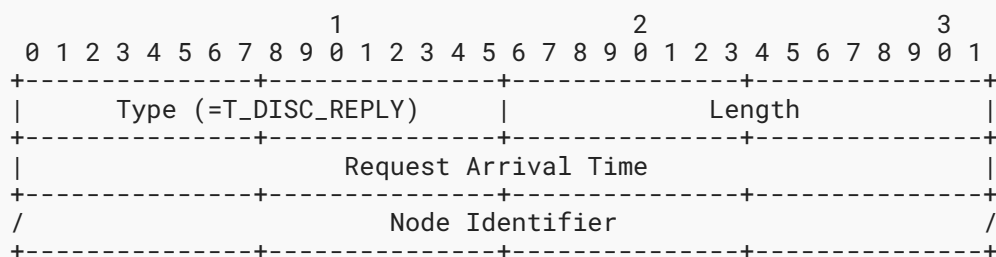 1                   2                   3
 0 1 2 3 4 5 6 7 8 9 0 1 2 3 4 5 6 7 8 9 0 1 2 3 4 5 6 7 8 9 0 1
+---------------+---------------+---------------+---------------+
|      Type (=T_DISC_REPLY)     |             Length            |
+---------------+---------------+---------------+---------------+
|                     Request Arrival Time                      |
+---------------+---------------+---------------+---------------+
/                        Node Identifier                        /
+---------------+---------------+---------------+---------------+